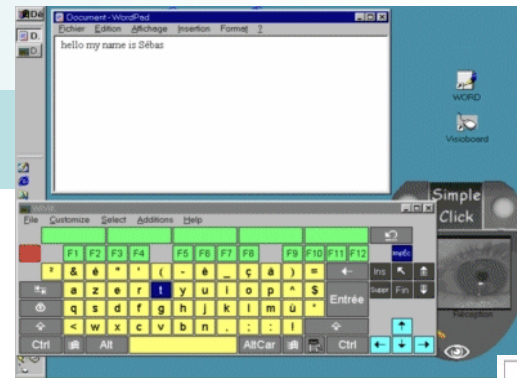 Document - WordPad
Fichier Edition Affichage Insertion Format ?
hello my name is Sébas
WORD
Visioboard
File Customize Select Additions Help
F1 F2 F3 F4 F5 F6 F7 F8 F9 F10 F11 F12
² & é " ' ( - è _ ç à ) = Ins
a z e r t y u i o p ^ $ Suppr Fin
q s d f g h j k l m ù * Entrée
< w x c v b n , ; : !
Ctrl Alt AltCar Ctrl
Simple
Click
Réception